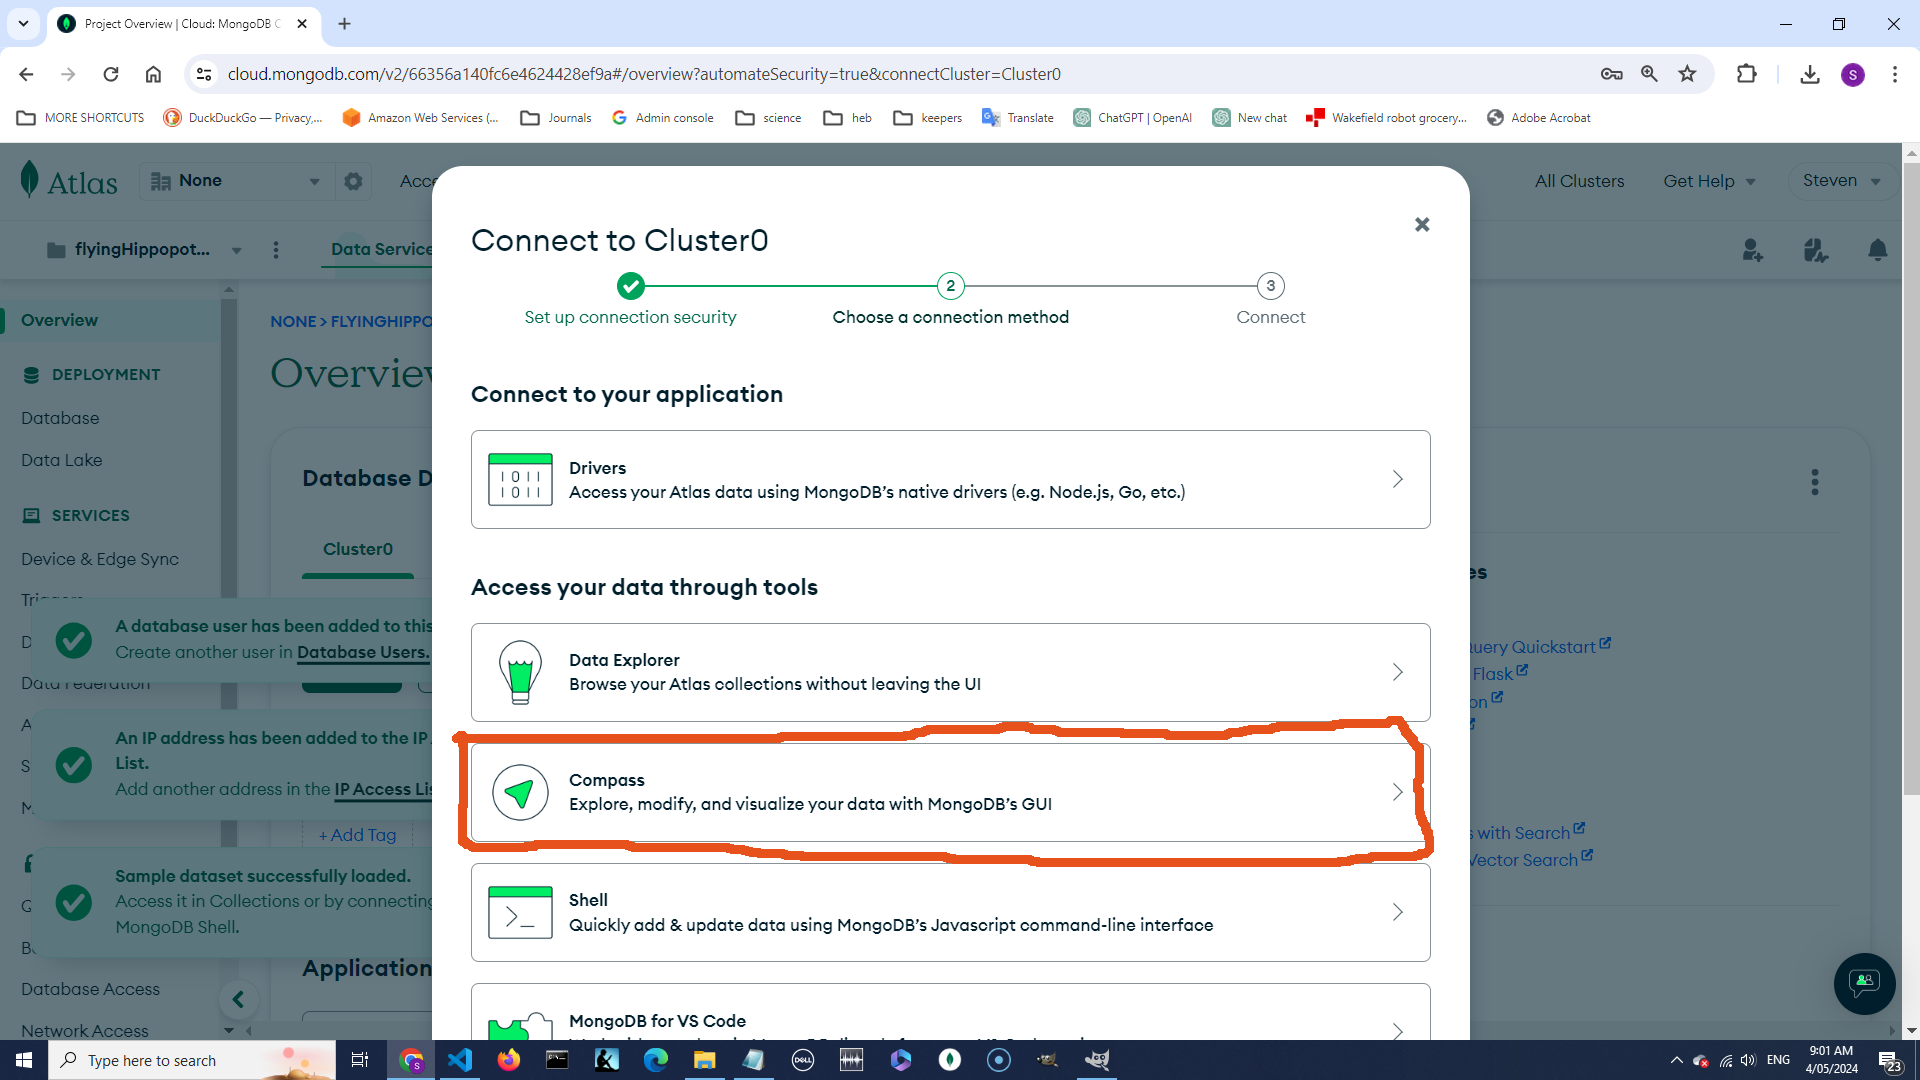 Project Overview | Cloud: MongoDB C
cloud.mongodb.com/v2/66356a140fc6e4624428ef9a#/overview?automateSecurity=true&connectCluster=Cluster0
S
MORE SHORTCUTS
DuckDuckGo — Privacy,...
Amazon Web Services (...
Journals
Admin console
science
heb
keepers
Translate
ChatGPT | OpenAI
New chat
Wakefield robot grocery...
Adobe Acrobat
Atlas
None
Acce
All Clusters
Get Help
Steven
flyingHippopot...
Data Service
Overview
DEPLOYMENT
Database
Data Lake
SERVICES
Device & Edge Sync
Triggers
Data Federation
Database Access
Network Access
NONE > FLYINGHIPPO
Overview
Database D
Cluster0
A database user has been added to this
Create another user in Database Users.
An IP address has been added to the IP
List.
Add another address in the IP Access Lis
+ Add Tag
Sample dataset successfully loaded.
Access it in Collections or by connecting
MongoDB Shell.
Application
Connect to Cluster0
2
3
Set up connection security
Choose a connection method
Connect
Connect to your application
Drivers
Access your Atlas data using MongoDB's native drivers (e.g. Node.js, Go, etc.)
Access your data through tools
Data Explorer
Browse your Atlas collections without leaving the UI
Compass
Explore, modify, and visualize your data with MongoDB's GUI
Shell
Quickly add & update data using MongoDB's Javascript command-line interface
MongoDB for VS Code
es
uery Quickstart
Flask
on
s with Search
Vector Search
Type here to search
DELL
ENG
9:01 AM
4/05/2024
23